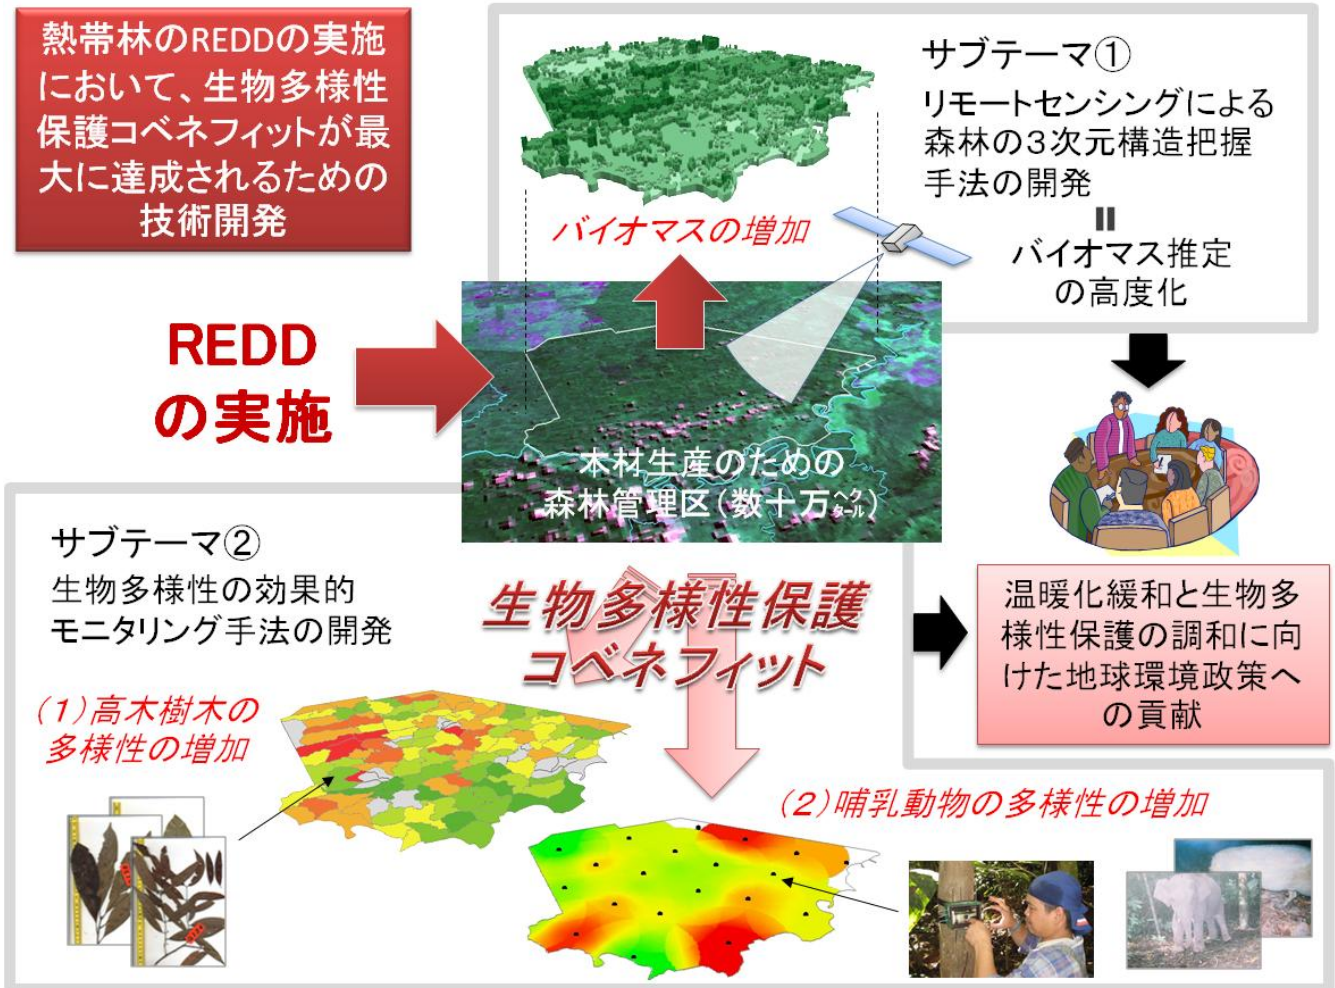 熱帯林のREDDの実施
において、生物多様性
保護コベネフィットが最
大に達成されるための
技術開発
サブテーマ①
リモートセンシングによる
森林の3次元構造把握
手法の開発
=
バイオマス推定
の高度化
バイオマスの増加
REDD
の実施
木材生産のための
森林管理区(数十万ヘクタール)
サブテーマ②
生物多様性の効果的
モニタリング手法の開発
生物多様性保護
コベネフィット
温暖化緩和と生物多
様性保護の調和に向
けた地球環境政策へ
の貢献
(1)高木樹木の
多様性の増加
(2)哺乳動物の多様性の増加